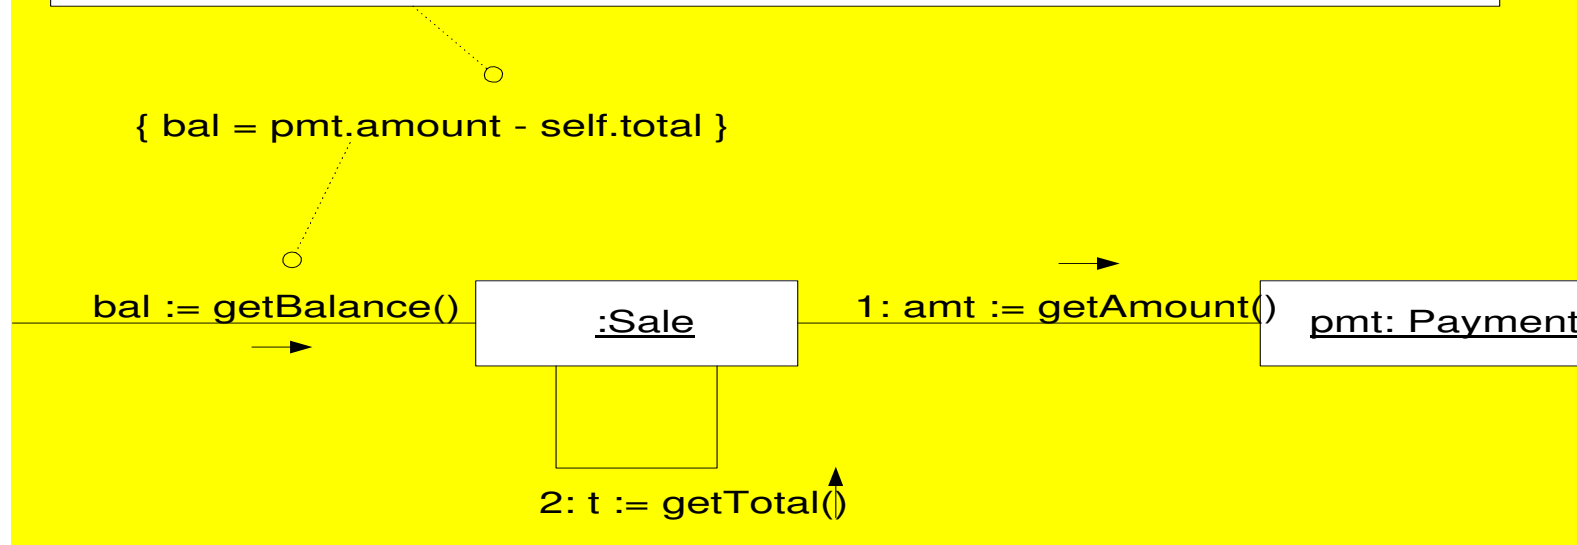 { bal = pmt.amount - self.total }
bal := getBalance()
:Sale
1: amt := getAmount()
pmt: Payment
2: t := getTotal()